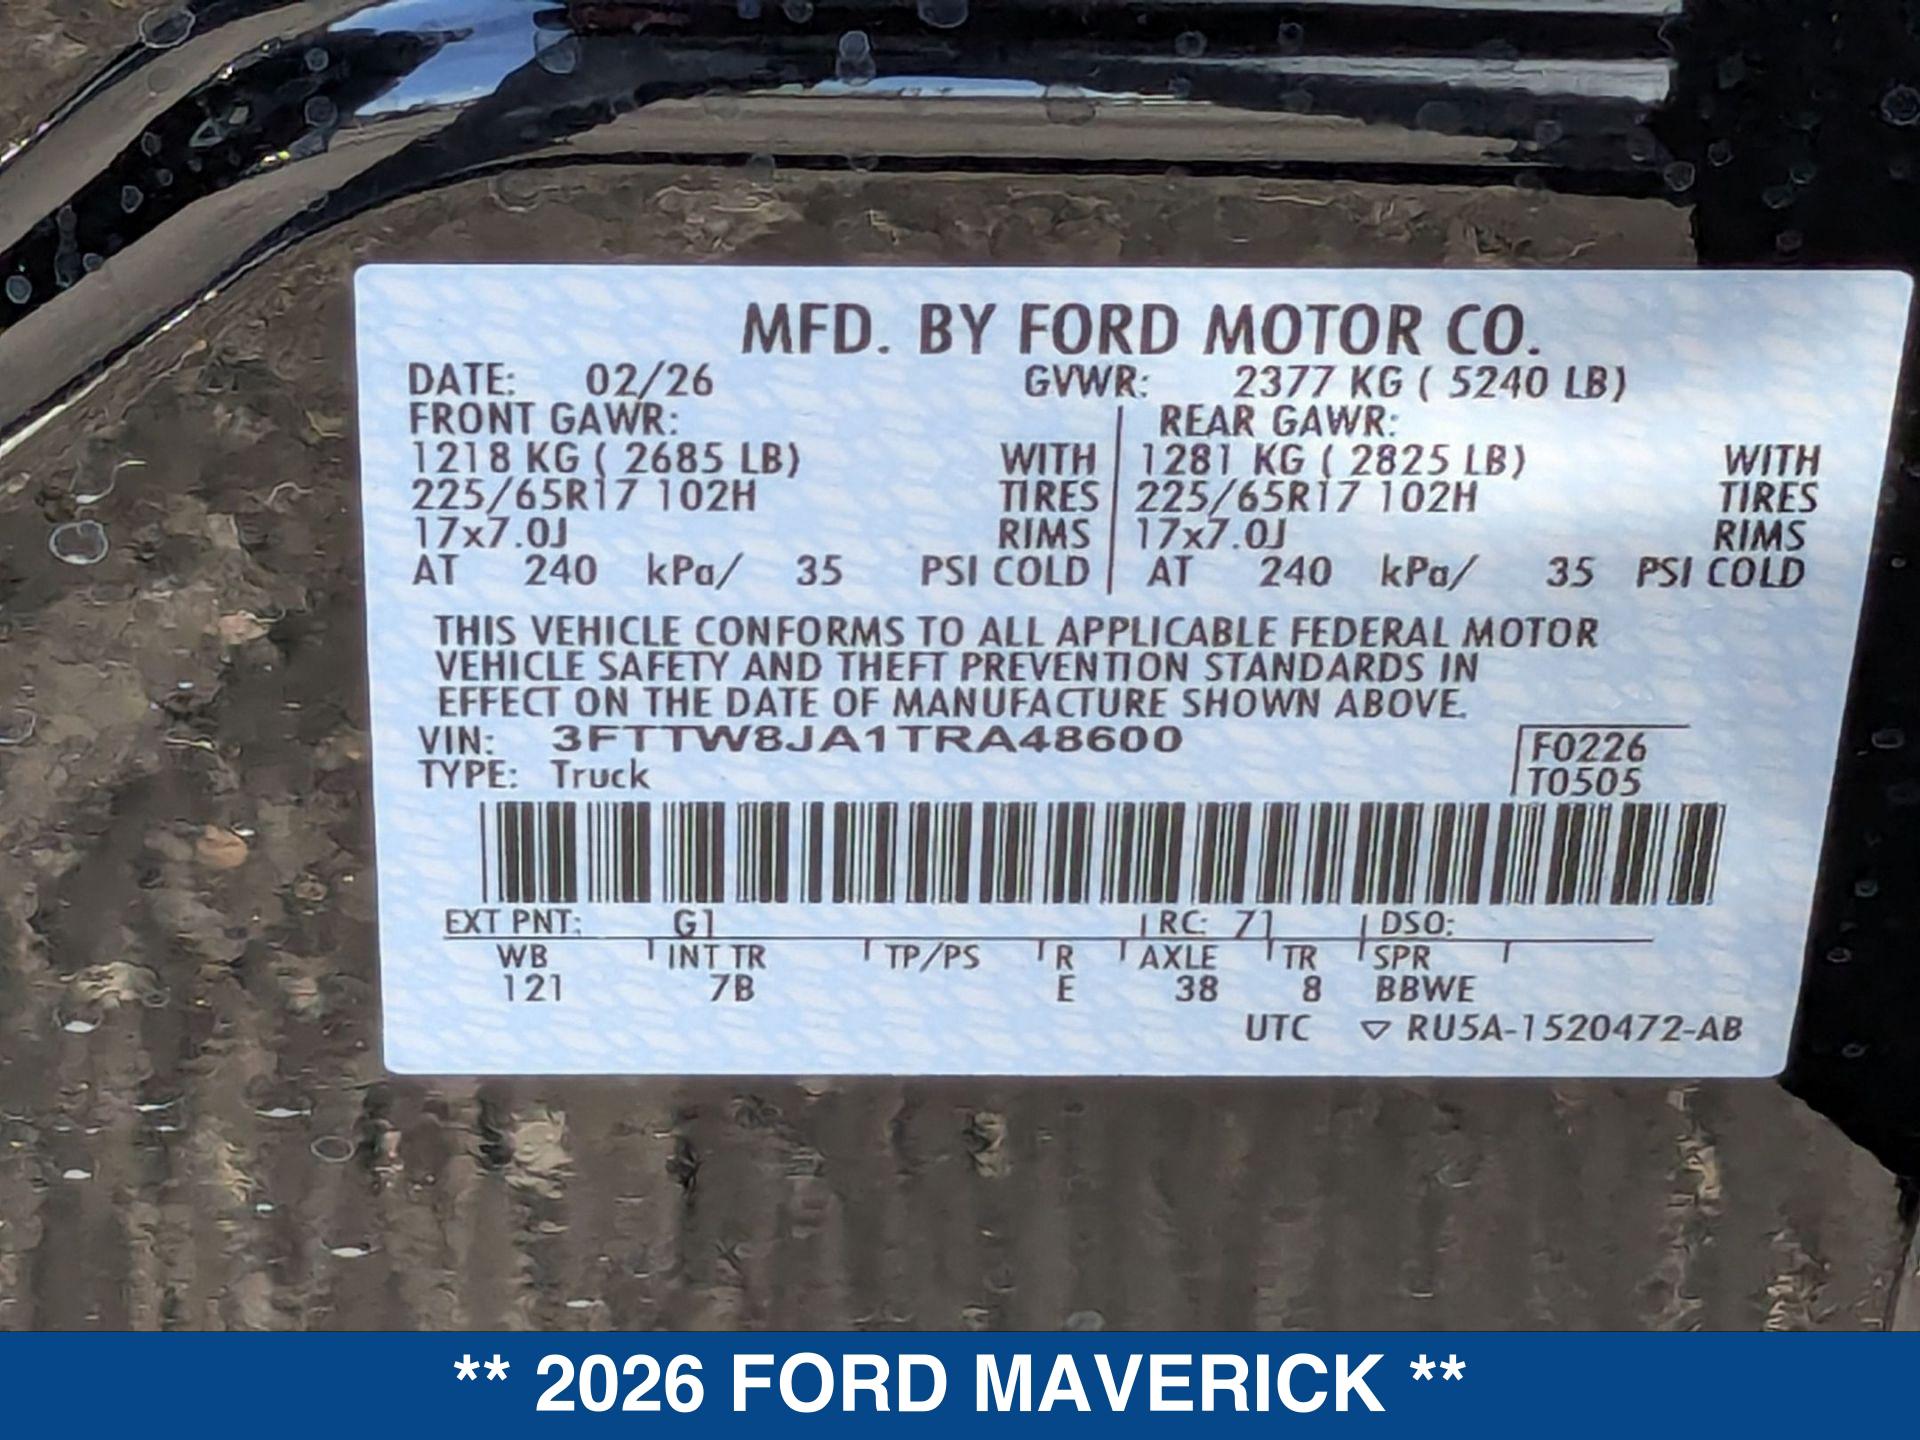 MFD. BY FORD MOTOR CO.
DATE: 02/26 GVWR: 2377 KG ( 5240 LB)
FRONT GAWR: REAR GAWR:
1218 KG ( 2685 LB) WITH 1281 KG ( 2825 LB) WITH
225/65R17 102H TIRES 225/65R17 102H TIRES
17x7.0J RIMS 17x7.0J RIMS
AT 240 kPa/ 35 PSI COLD AT 240 kPa/ 35 PSI COLD
THIS VEHICLE CONFORMS TO ALL APPLICABLE FEDERAL MOTOR
VEHICLE SAFETY AND THEFT PREVENTION STANDARDS IN
EFFECT ON THE DATE OF MANUFACTURE SHOWN ABOVE.
VIN: 3FTTW8JA1TRA48600 F0226
TYPE: Truck T0505
EXT PNT: G1 RC: 71 DSO:
WB INT TR TP/PS R AXLE TR SPR
121 7B E 38 8 BBWE
UTC ▽ RU5A-1520472-AB
** 2026 FORD MAVERICK **